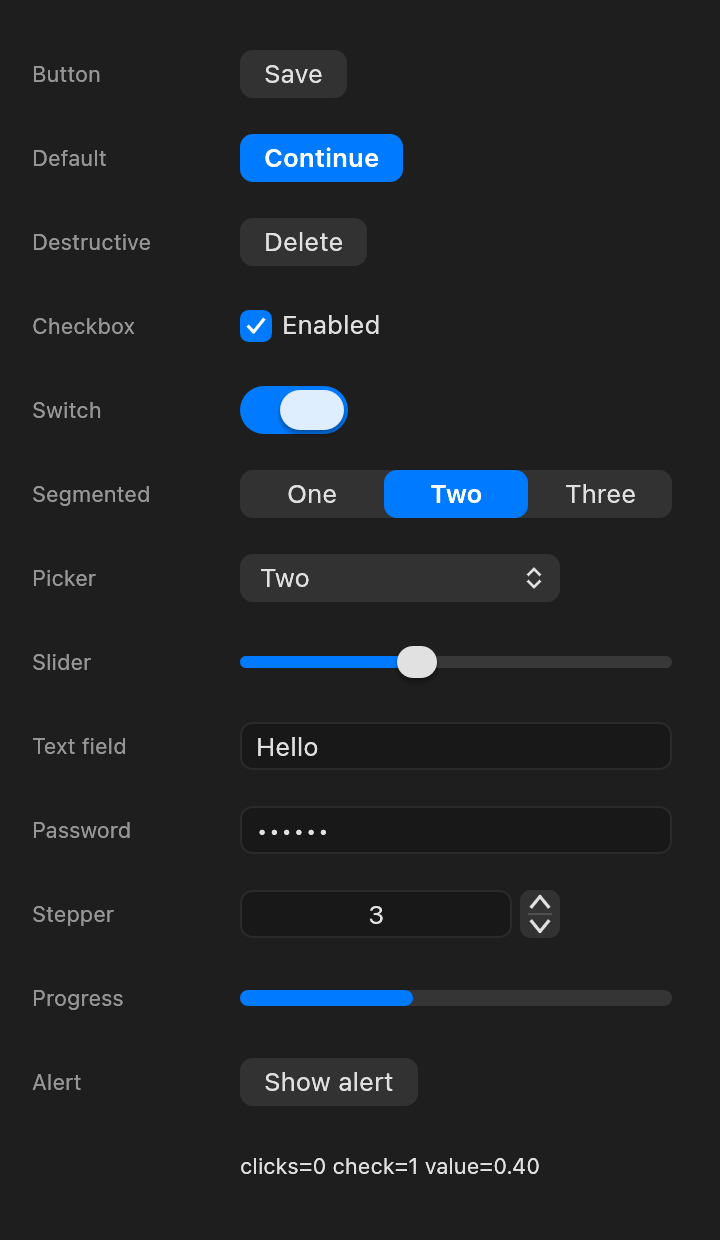 Button Save
Default Continue
Destructive Delete
Checkbox Enabled
Switch
Segmented One Two Three
Picker Two
Slider
Text field Hello
Password ••••••
Stepper 3
Progress
Alert Show alert
clicks=0 check=1 value=0.40